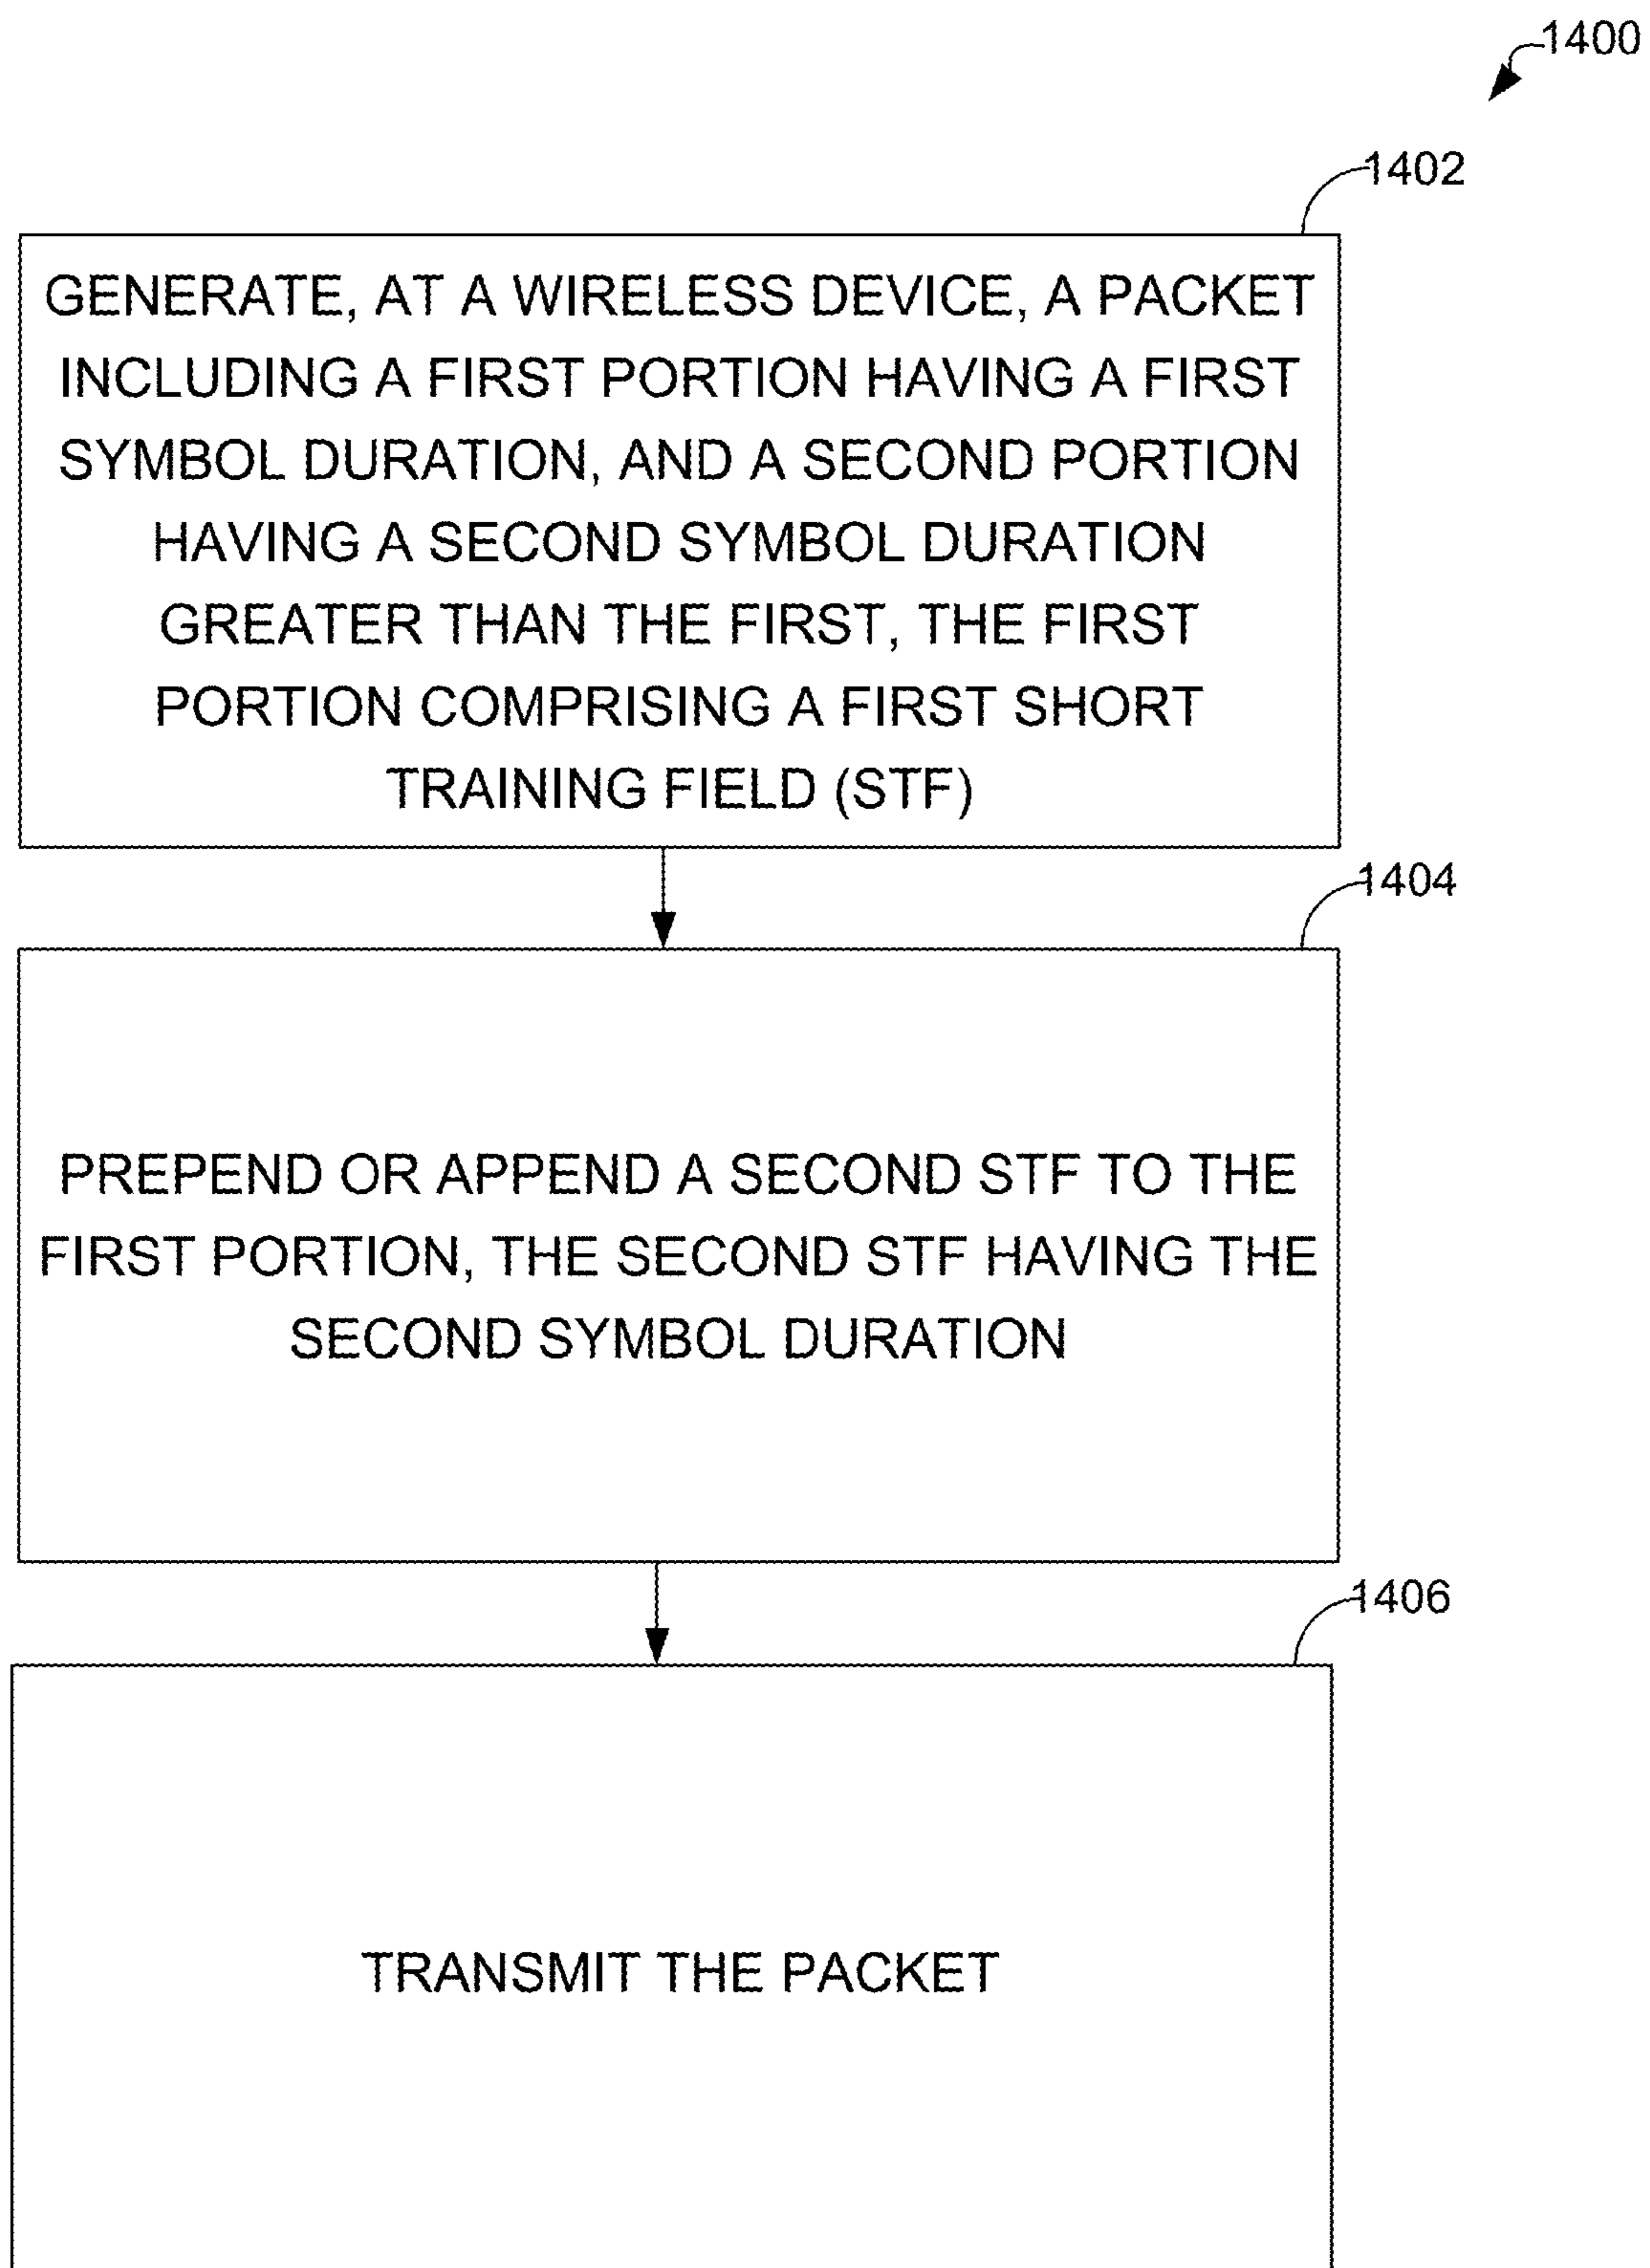 1400
1402
GENERATE, AT A WIRELESS DEVICE, A PACKET
INCLUDING A FIRST PORTION HAVING A FIRST
SYMBOL DURATION, AND A SECOND PORTION
HAVING A SECOND SYMBOL DURATION
GREATER THAN THE FIRST, THE FIRST
PORTION COMPRISING A FIRST SHORT
TRAINING FIELD (STF)
1404
PREPEND OR APPEND A SECOND STF TO THE
FIRST PORTION, THE SECOND STF HAVING THE
SECOND SYMBOL DURATION
1406
TRANSMIT THE PACKET